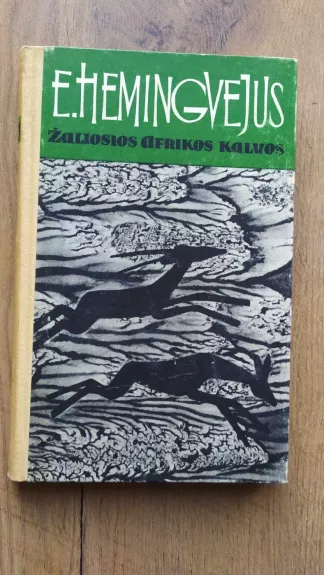 E. HEMINGVEJUS
Žaliosios Afrikos kalvos